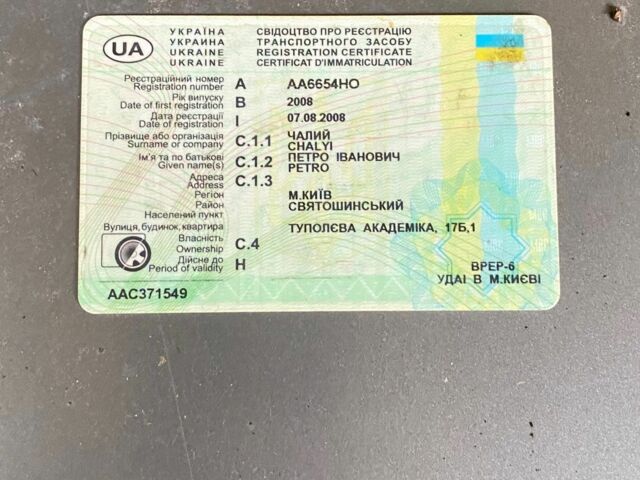 UA
УКРАЇНА СВІДОЦТВО ПРО РЕЄСТРАЦІЮ
УКРАИНА ТРАНСПОРТНОГО ЗАСОБУ
UKRAINE REGISTRATION CERTIFICATE
UKRAINE CERTIFICAT D'IMMATRICULATION
Реєстраційний номер
Registration number A AA6654HO
Рік випуску
Date of first registration B 2008
Дата реєстрації
Date of registration I 07.08.2008
Прізвище або організація C.1.1 ЧАЛИЙ
Surname or company CHALYI
Ім'я та по батькові C.1.2 ПЕТРО ІВАНОВИЧ
Given name(s) PETRO
Адреса C.1.3
Address
Регіон М.КИЇВ
Район СВЯТОШИНСЬКИЙ
Населений пункт
Вулиця, будинок, квартира ТУПОЛЄВА АКАДЕМІКА, 17Б,1
Власність
Ownership C.4
Дійсне до
Period of validity H ВРЕР-6
УДАІ В М.КИЄВІ
ААС371549